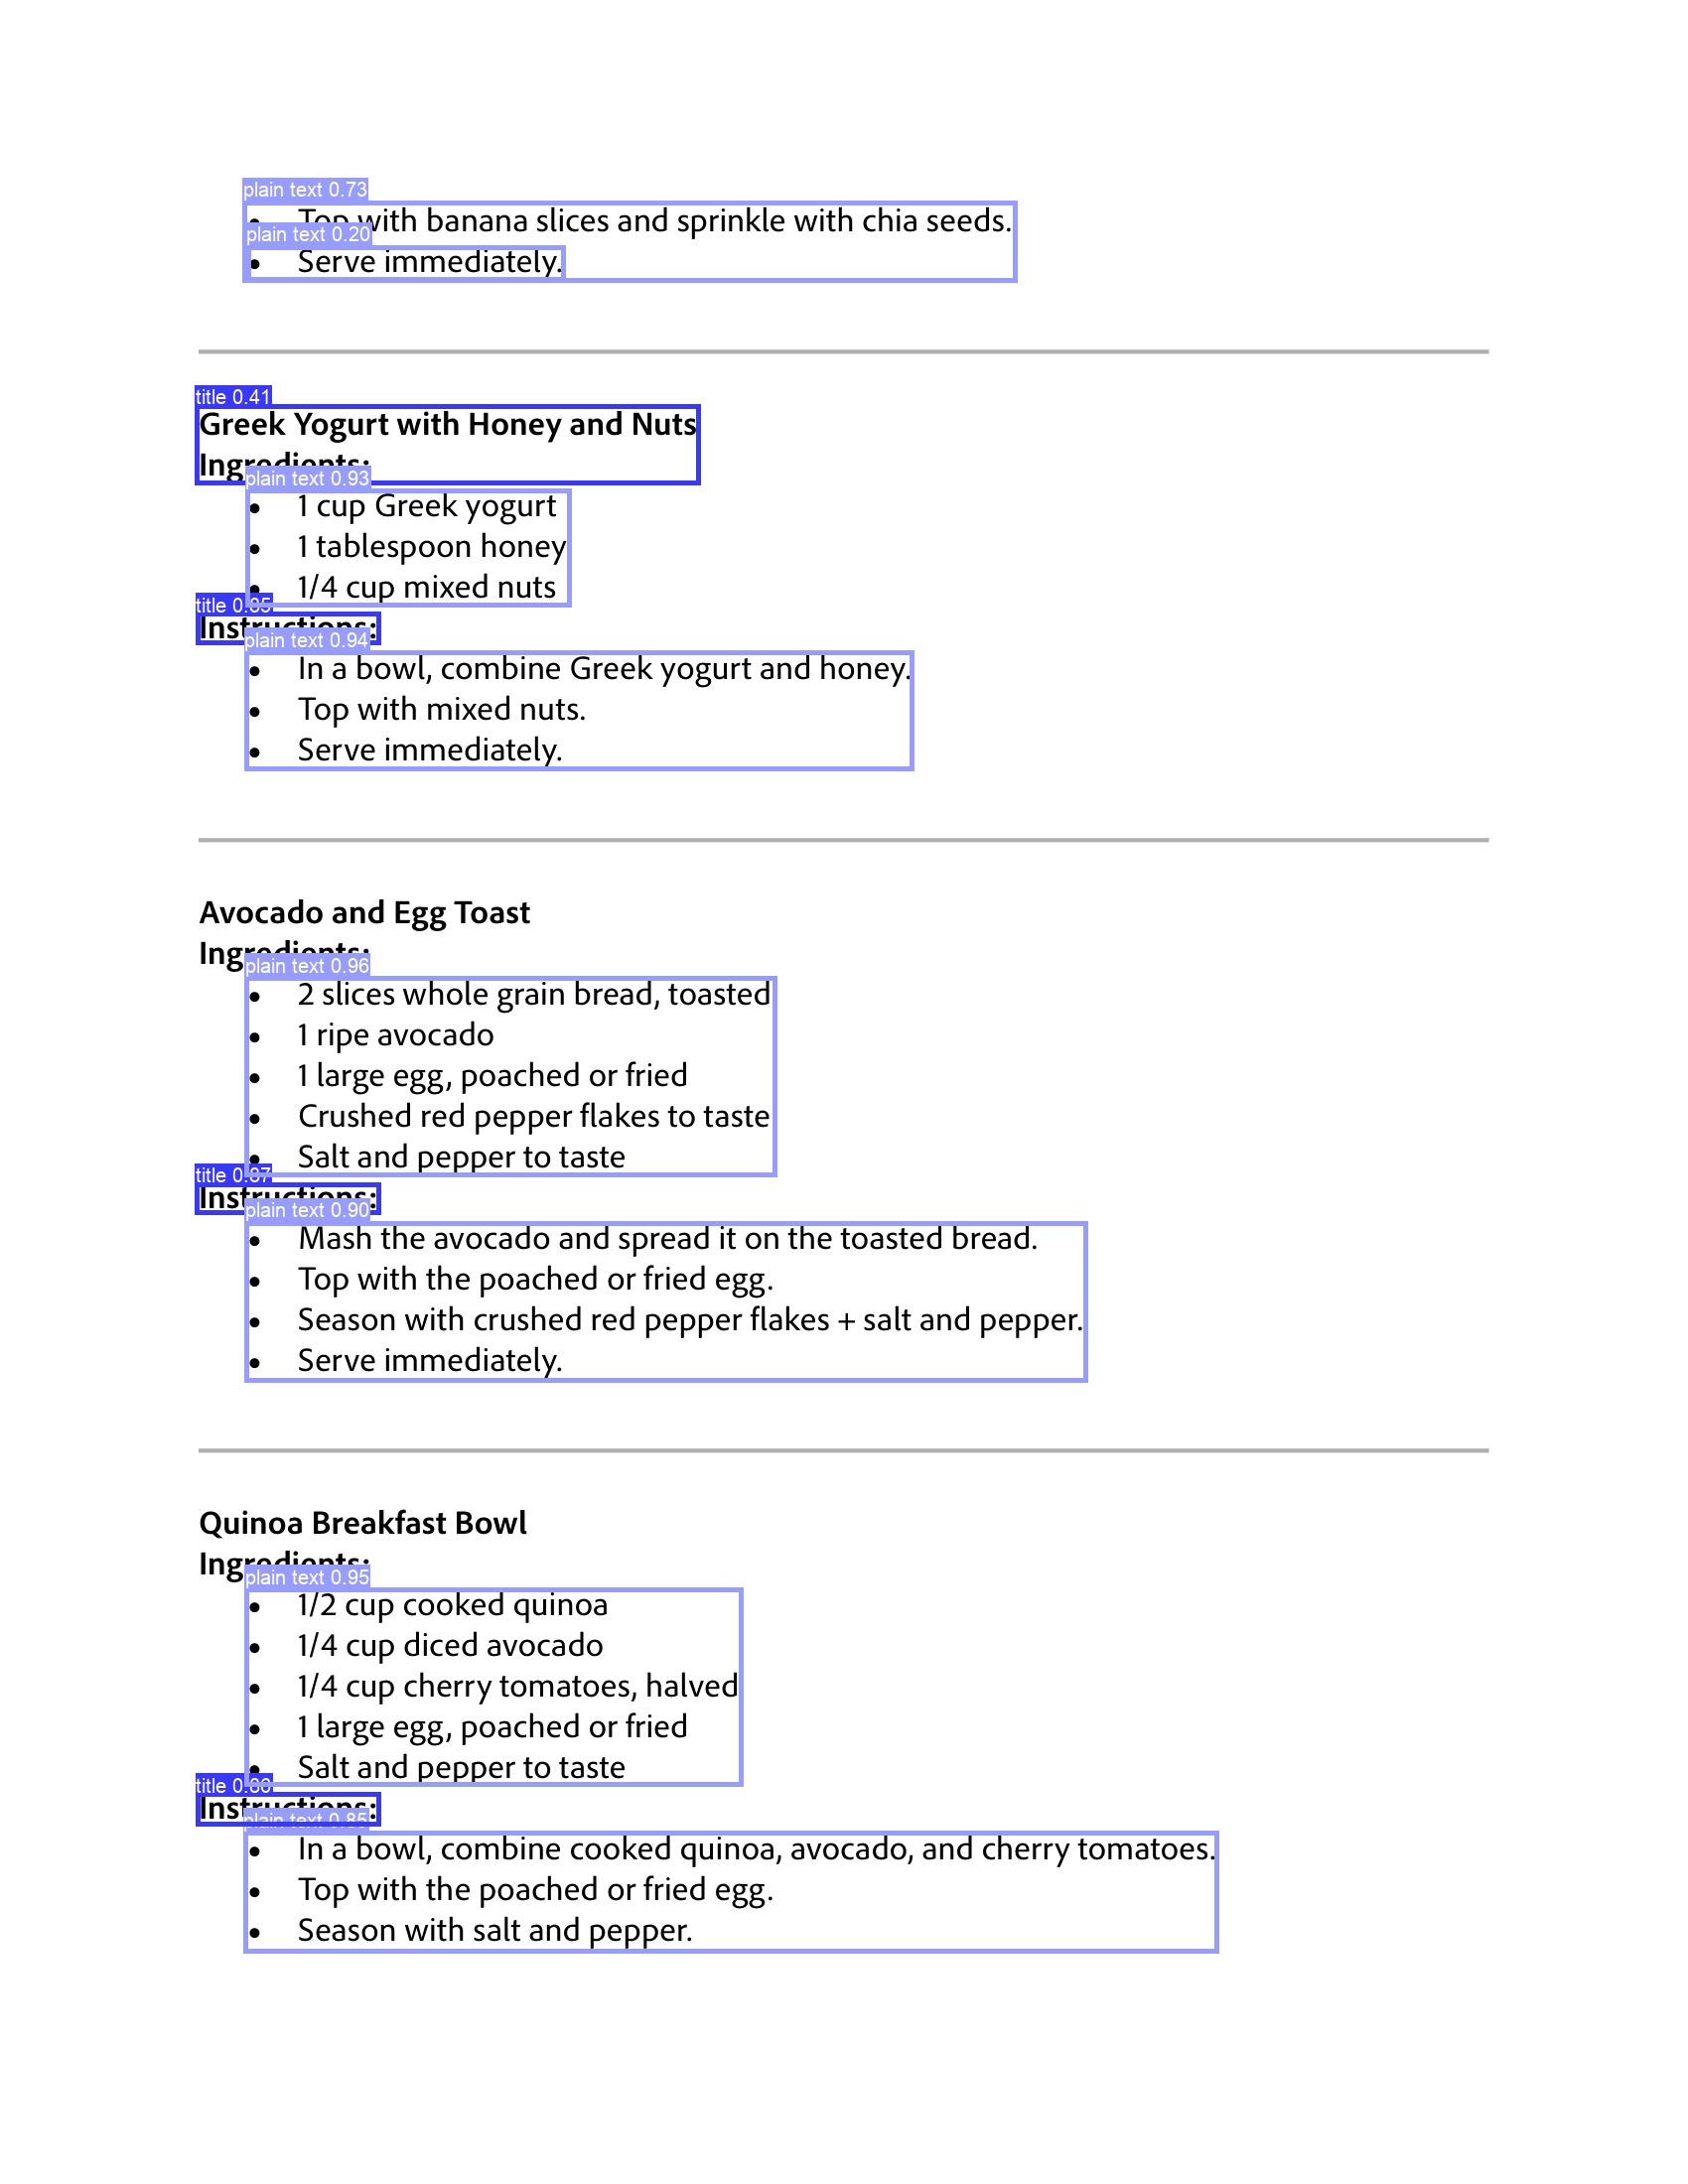 plain text 0.73
• Top with banana slices and sprinkle with chia seeds.
plain text 0.20
• Serve immediately.
title 0.41
Greek Yogurt with Honey and Nuts
Ingredients:
plain text 0.93
• 1 cup Greek yogurt
• 1 tablespoon honey
• 1/4 cup mixed nuts
title 0.85
Instructions:
plain text 0.94
• In a bowl, combine Greek yogurt and honey.
• Top with mixed nuts.
• Serve immediately.
Avocado and Egg Toast
Ingredients:
plain text 0.96
• 2 slices whole grain bread, toasted
• 1 ripe avocado
• 1 large egg, poached or fried
• Crushed red pepper flakes to taste
• Salt and pepper to taste
title 0.87
Instructions:
plain text 0.90
• Mash the avocado and spread it on the toasted bread.
• Top with the poached or fried egg.
• Season with crushed red pepper flakes + salt and pepper.
• Serve immediately.
Quinoa Breakfast Bowl
Ingredients:
plain text 0.95
• 1/2 cup cooked quinoa
• 1/4 cup diced avocado
• 1/4 cup cherry tomatoes, halved
• 1 large egg, poached or fried
• Salt and pepper to taste
title
Instructions:
plain text 0.85
• In a bowl, combine cooked quinoa, avocado, and cherry tomatoes.
• Top with the poached or fried egg.
• Season with salt and pepper.